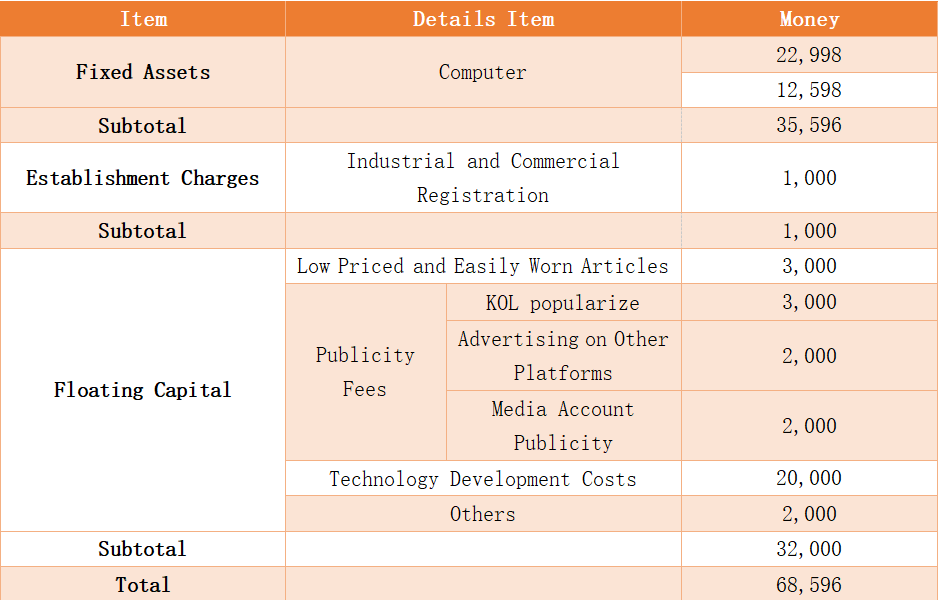 Item Details Item Money
Fixed Assets Computer 22,998
12,598
Subtotal 35,596
Establishment Charges Industrial and Commercial
Registration 1,000
Subtotal 1,000
Floating Capital Low Priced and Easily Worn Articles 3,000
Publicity
Fees KOL popularize 3,000
Advertising on Other
Platforms 2,000
Media Account
Publicity 2,000
Technology Development Costs 20,000
Others 2,000
Subtotal 32,000
Total 68,596